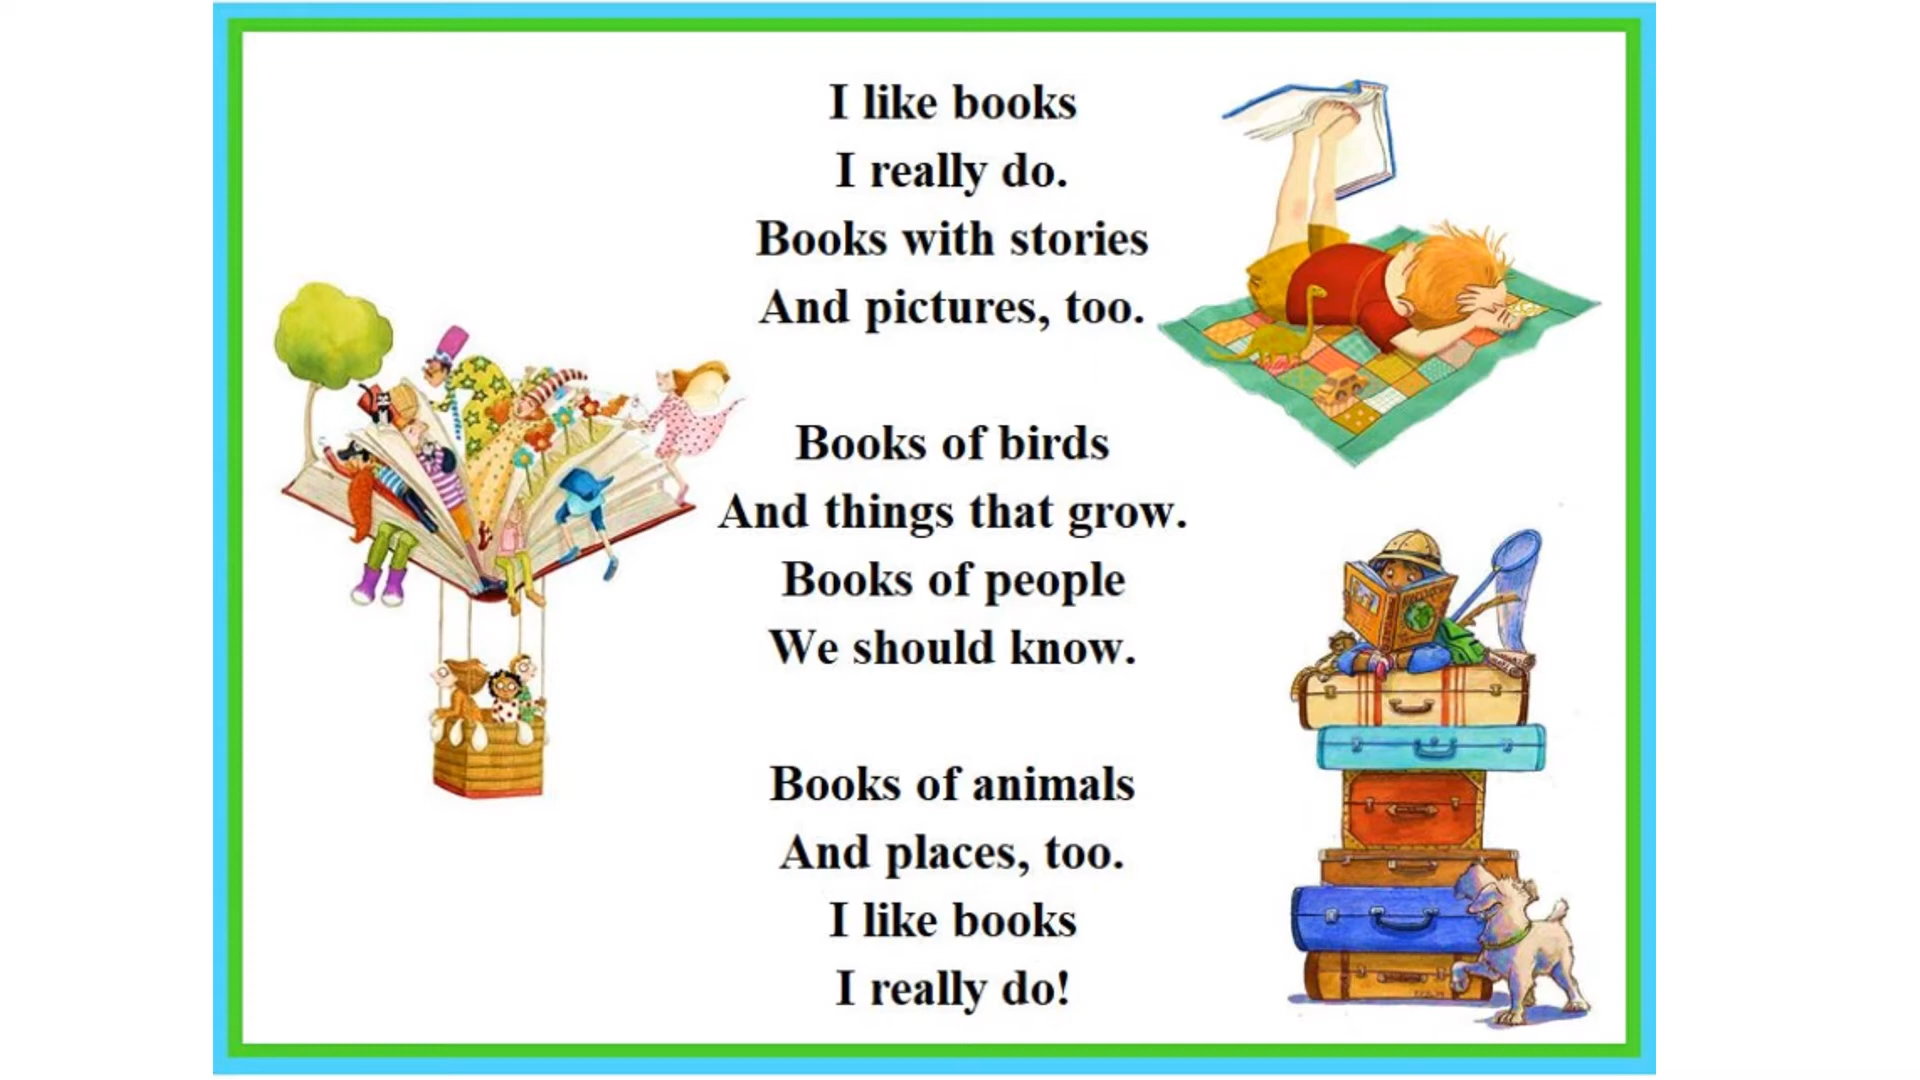 I like books
I really do.
Books with stories
And pictures, too.
Books of birds
And things that grow.
Books of people
We should know.
Books of animals
And places, too.
I like books
I really do!